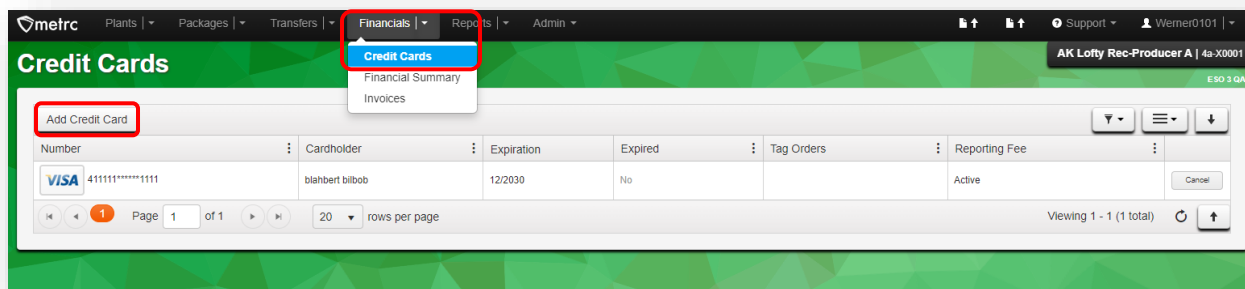 metrc Plants Packages Transfers Financials Reports Admin Support Werner0101
Credit Cards
AK Lofty Rec-Producer A | 4a-X0001
ESO 3 QA
Credit Cards
Financial Summary
Invoices
Add Credit Card
Number Cardholder Expiration Expired Tag Orders Reporting Fee
VISA 411111******1111 blahbert bilbob 12/2030 No Active Cancel
1 Page 1 of 1 20 rows per page Viewing 1 - 1 (1 total)